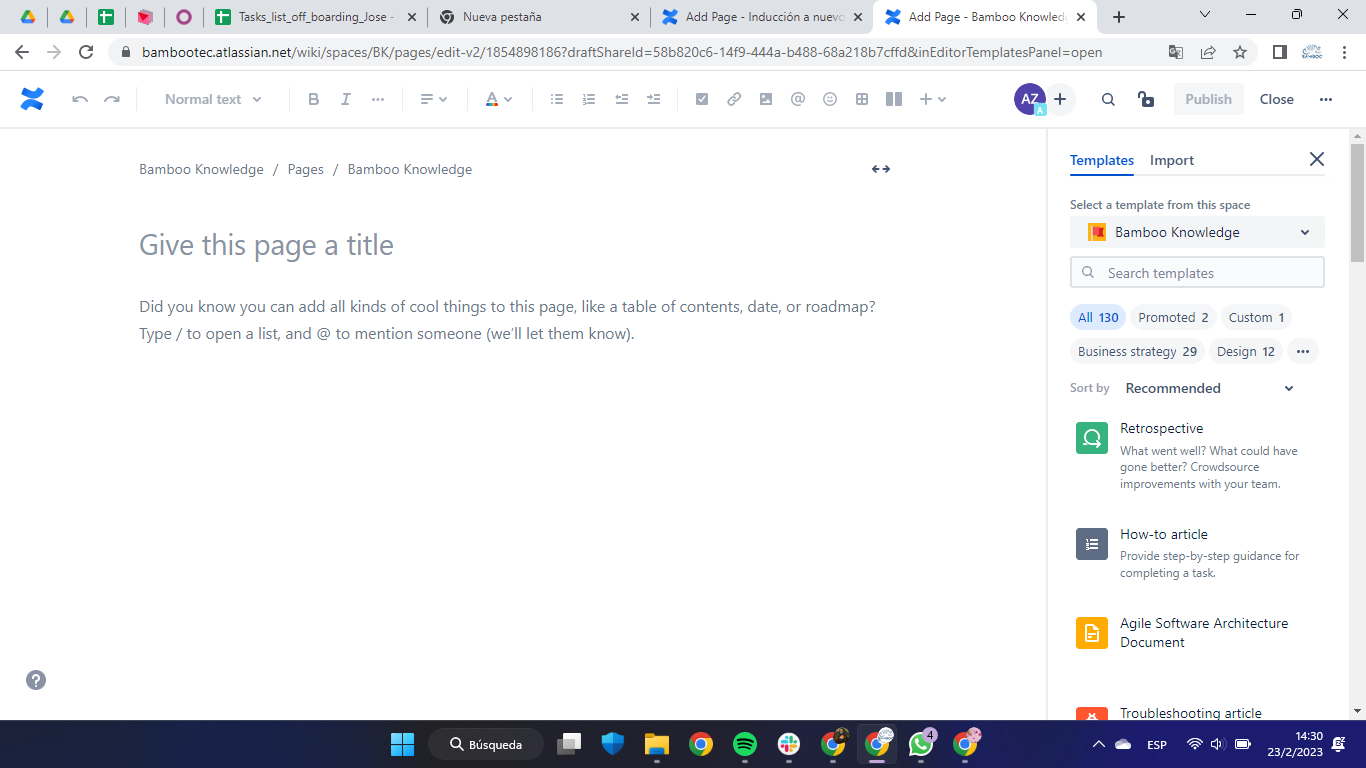 Tasks_list_off_boarding_Jose -
Nueva pestaña
Add Page - Inducción a nuevo
Add Page - Bamboo Knowled
bambootec.atlassian.net/wiki/spaces/BK/pages/edit-v2/1854898186?draftShareId=58b820c6-14f9-444a-b488-68a218b7cffd&inEditorTemplatesPanel=open
Normal text
B
I
A
AZ
A
Publish
Close
Bamboo Knowledge / Pages / Bamboo Knowledge
Give this page a title
Did you know you can add all kinds of cool things to this page, like a table of contents, date, or roadmap?
Type / to open a list, and @ to mention someone (we’ll let them know).
Templates
Import
Select a template from this space
Bamboo Knowledge
Search templates
All 130
Promoted 2
Custom 1
Business strategy 29
Design 12
Sort by
Recommended
Retrospective
What went well? What could have
gone better? Crowdsource
improvements with your team.
How-to article
Provide step-by-step guidance for
completing a task.
Agile Software Architecture
Document
Troubleshooting article
?
Búsqueda
4
ESP
14:30
23/2/2023